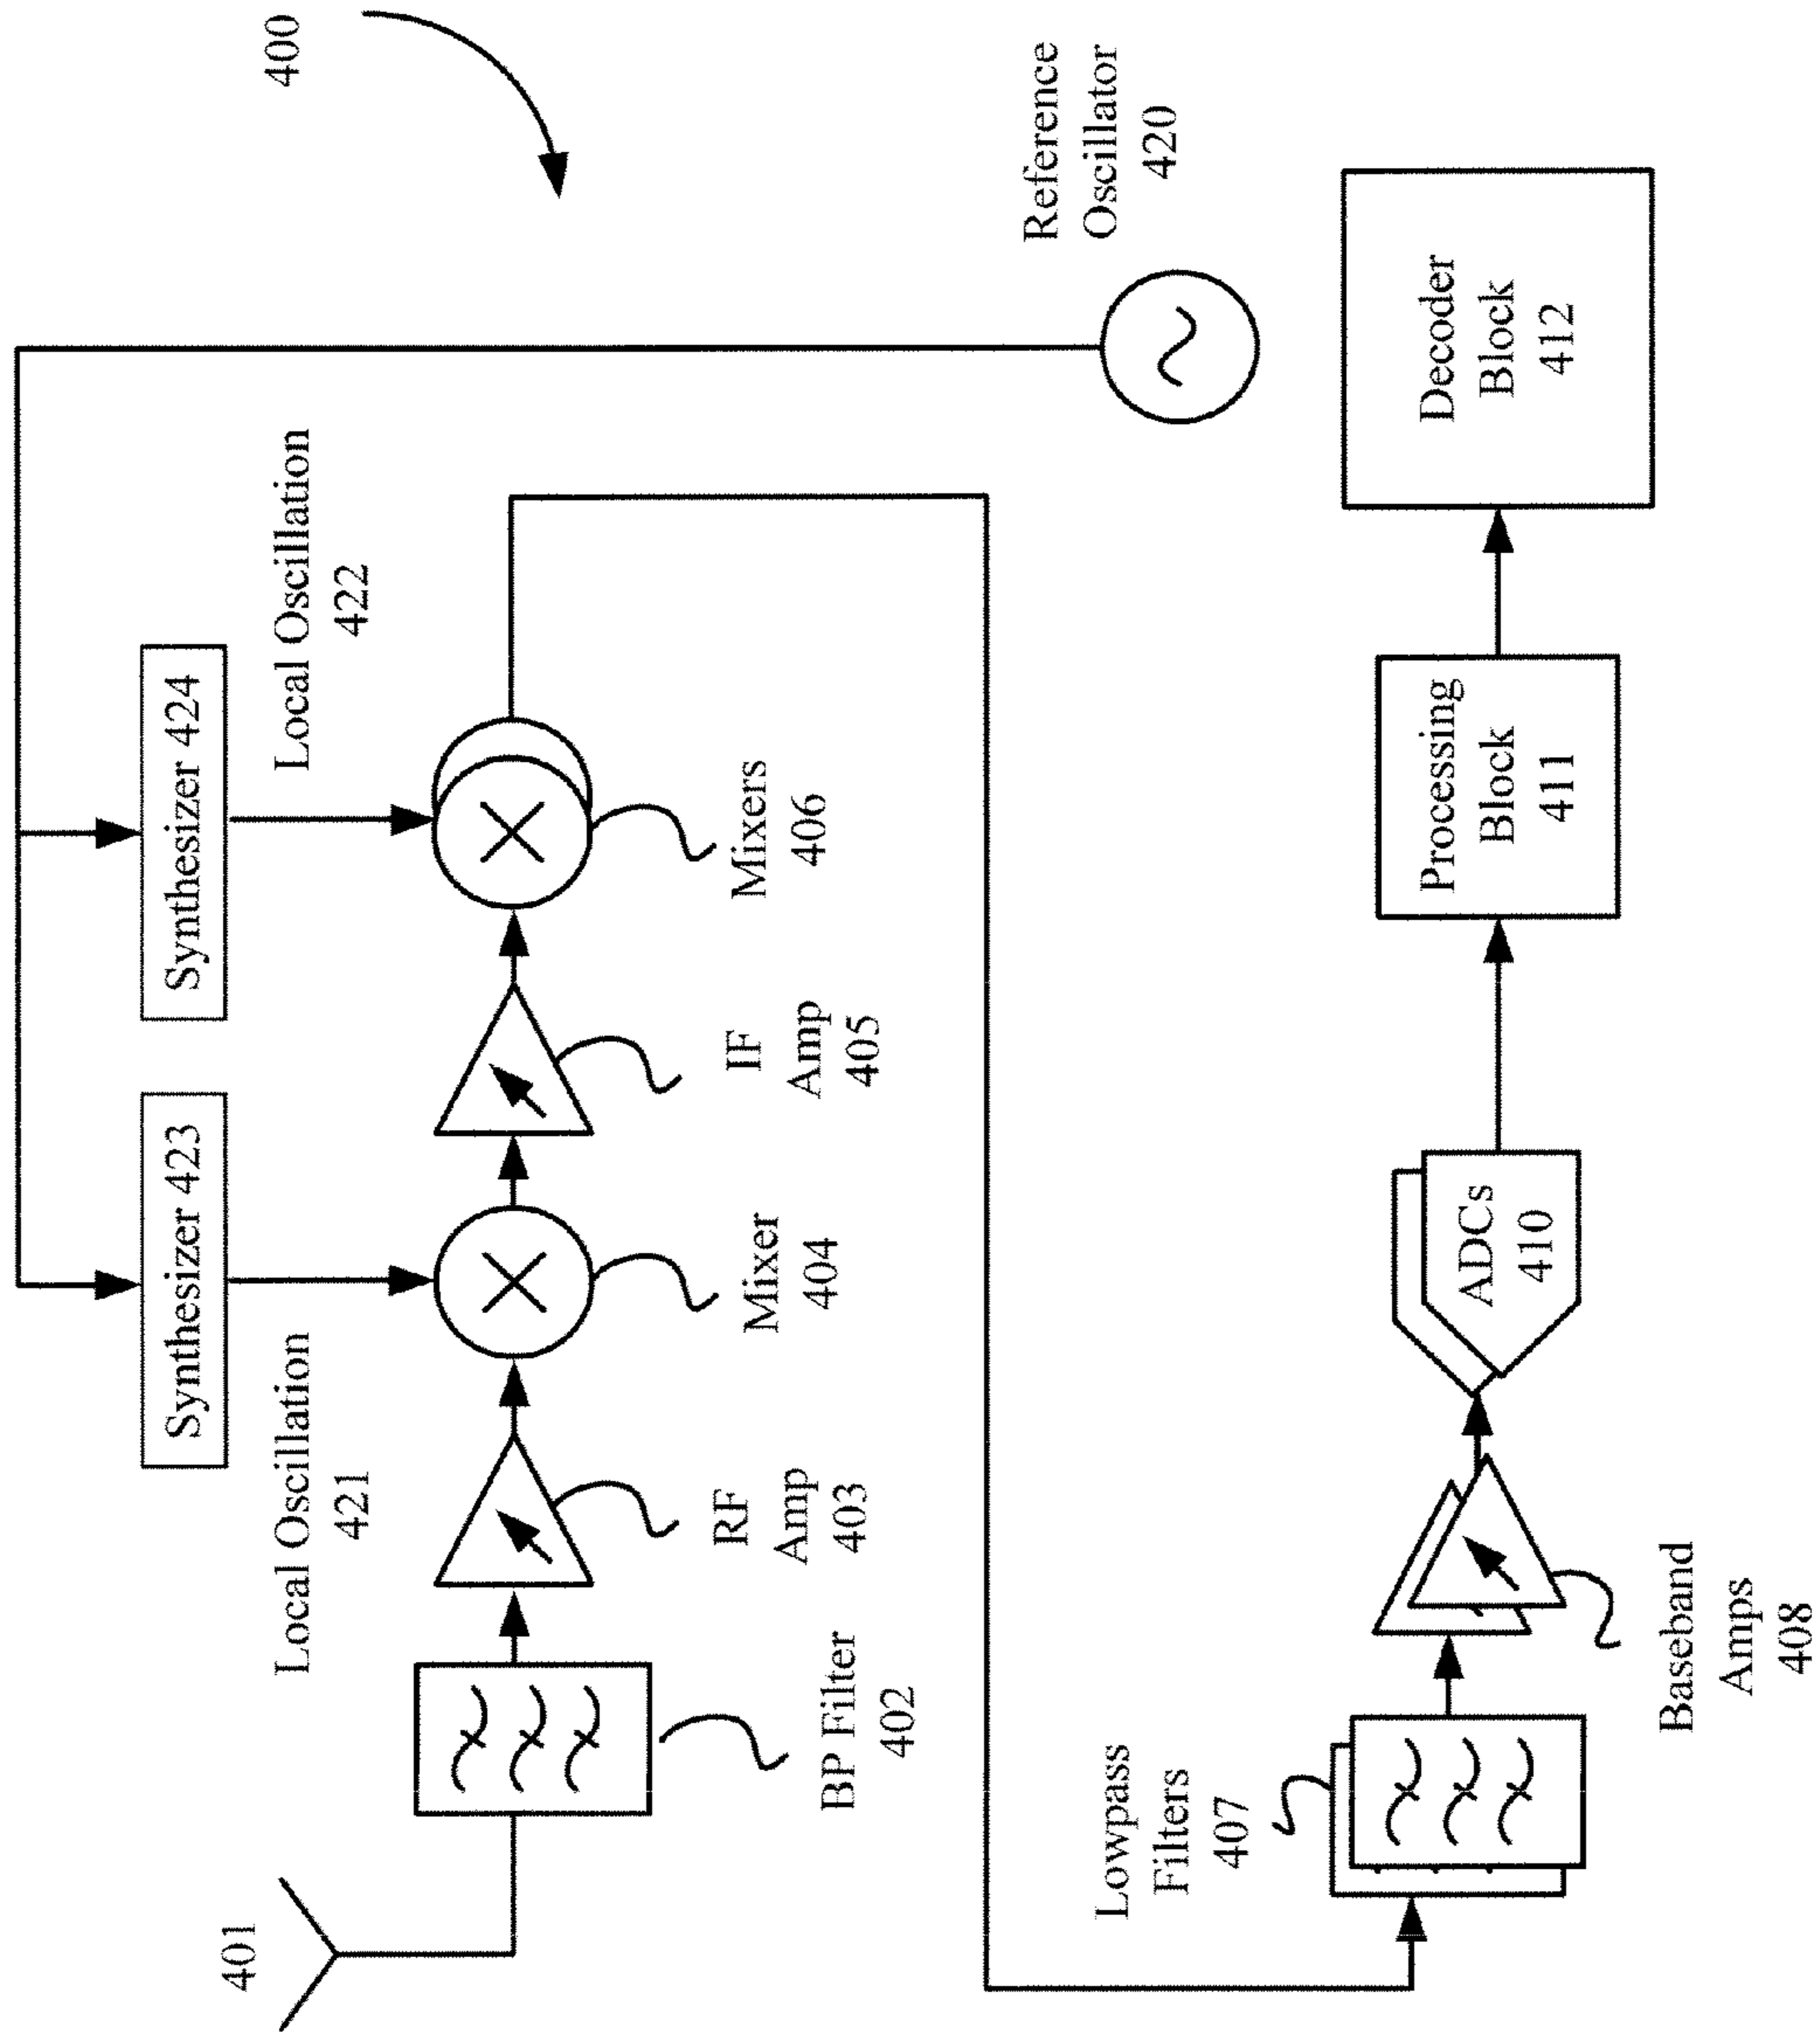 400
Synthesizer 423
Synthesizer 424
Local Oscillation
421
Local Oscillation
422
401
BP Filter
402
RF
Amp
403
Mixer
404
IF
Amp
405
Mixers
406
Reference
Oscillator
420
Lowpass
Filters
407
Baseband
Amps
408
ADCs
410
Processing
Block
411
Decoder
Block
412